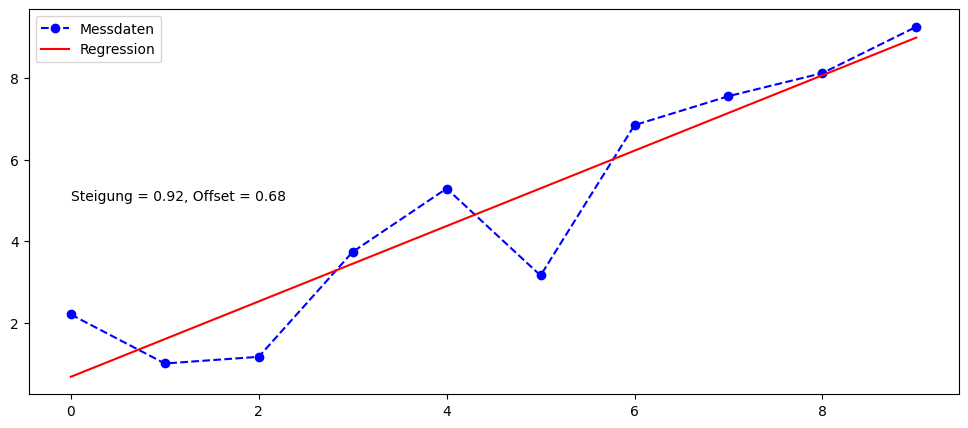 Messdaten
Regression
8
6
Steigung = 0.92, Offset = 0.68
4
2
0 2 4 6 8